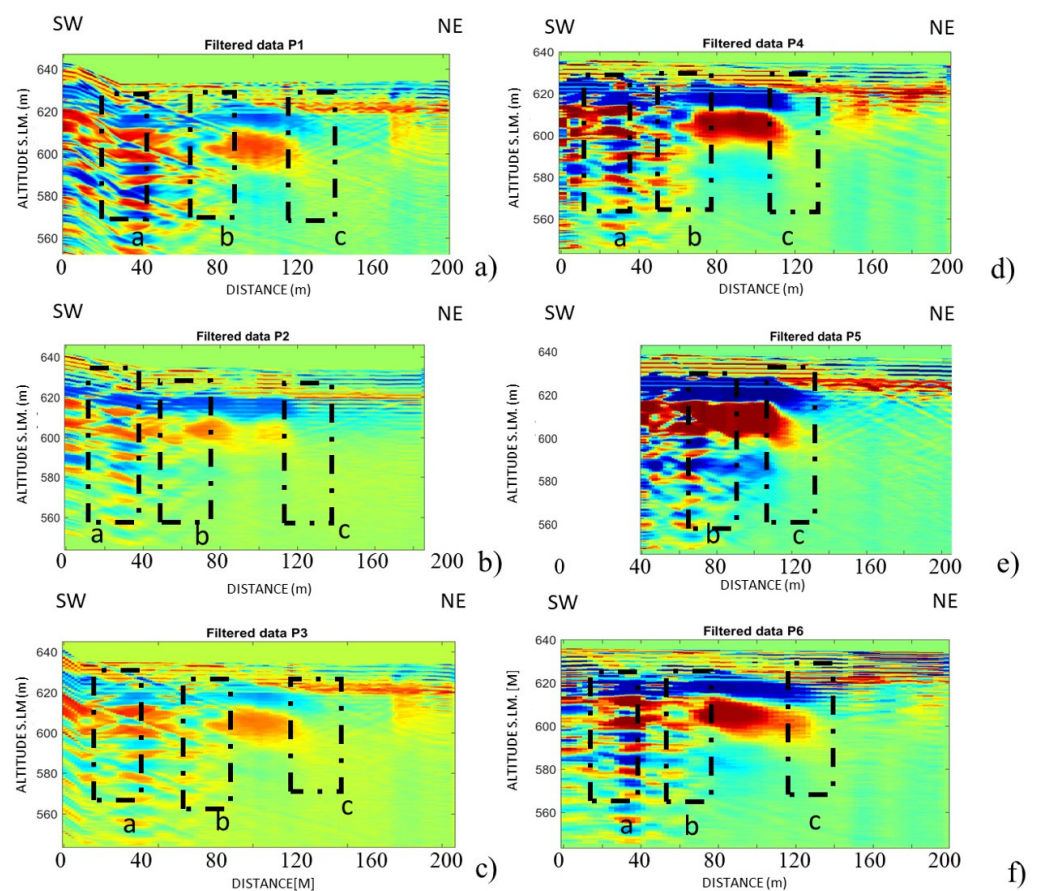 SW NE
Filtered data P1
ALTITUDE S.LM. (m)
640
620
600
580
560
a b c
0 40 80 120 160 200
DISTANCE (m)
a)
SW NE
Filtered data P4
ALTITUDE S.LM. (m)
640
620
600
580
560
a b c
0 40 80 120 160 200
DISTANCE (m)
d)
SW NE
Filtered data P2
ALTITUDE S.LM. (m)
640
620
600
580
560
a b c
0 40 80 120 160 200
DISTANCE (m)
b)
SW NE
Filtered data P5
ALTITUDE S.LM. (m)
640
620
600
580
560
b c
0 40 80 120 160 200
DISTANCE (m)
e)
SW NE
Filtered data P3
ALTITUDE S.LM (m)
640
620
600
580
560
a b c
0 40 80 120 160 200
DISTANCE[M]
c)
SW NE
Filtered data P6
ALTITUDE S.LM. [M]
640
620
600
580
560
a b c
0 40 80 120 160 200
DISTANCE (m)
f)